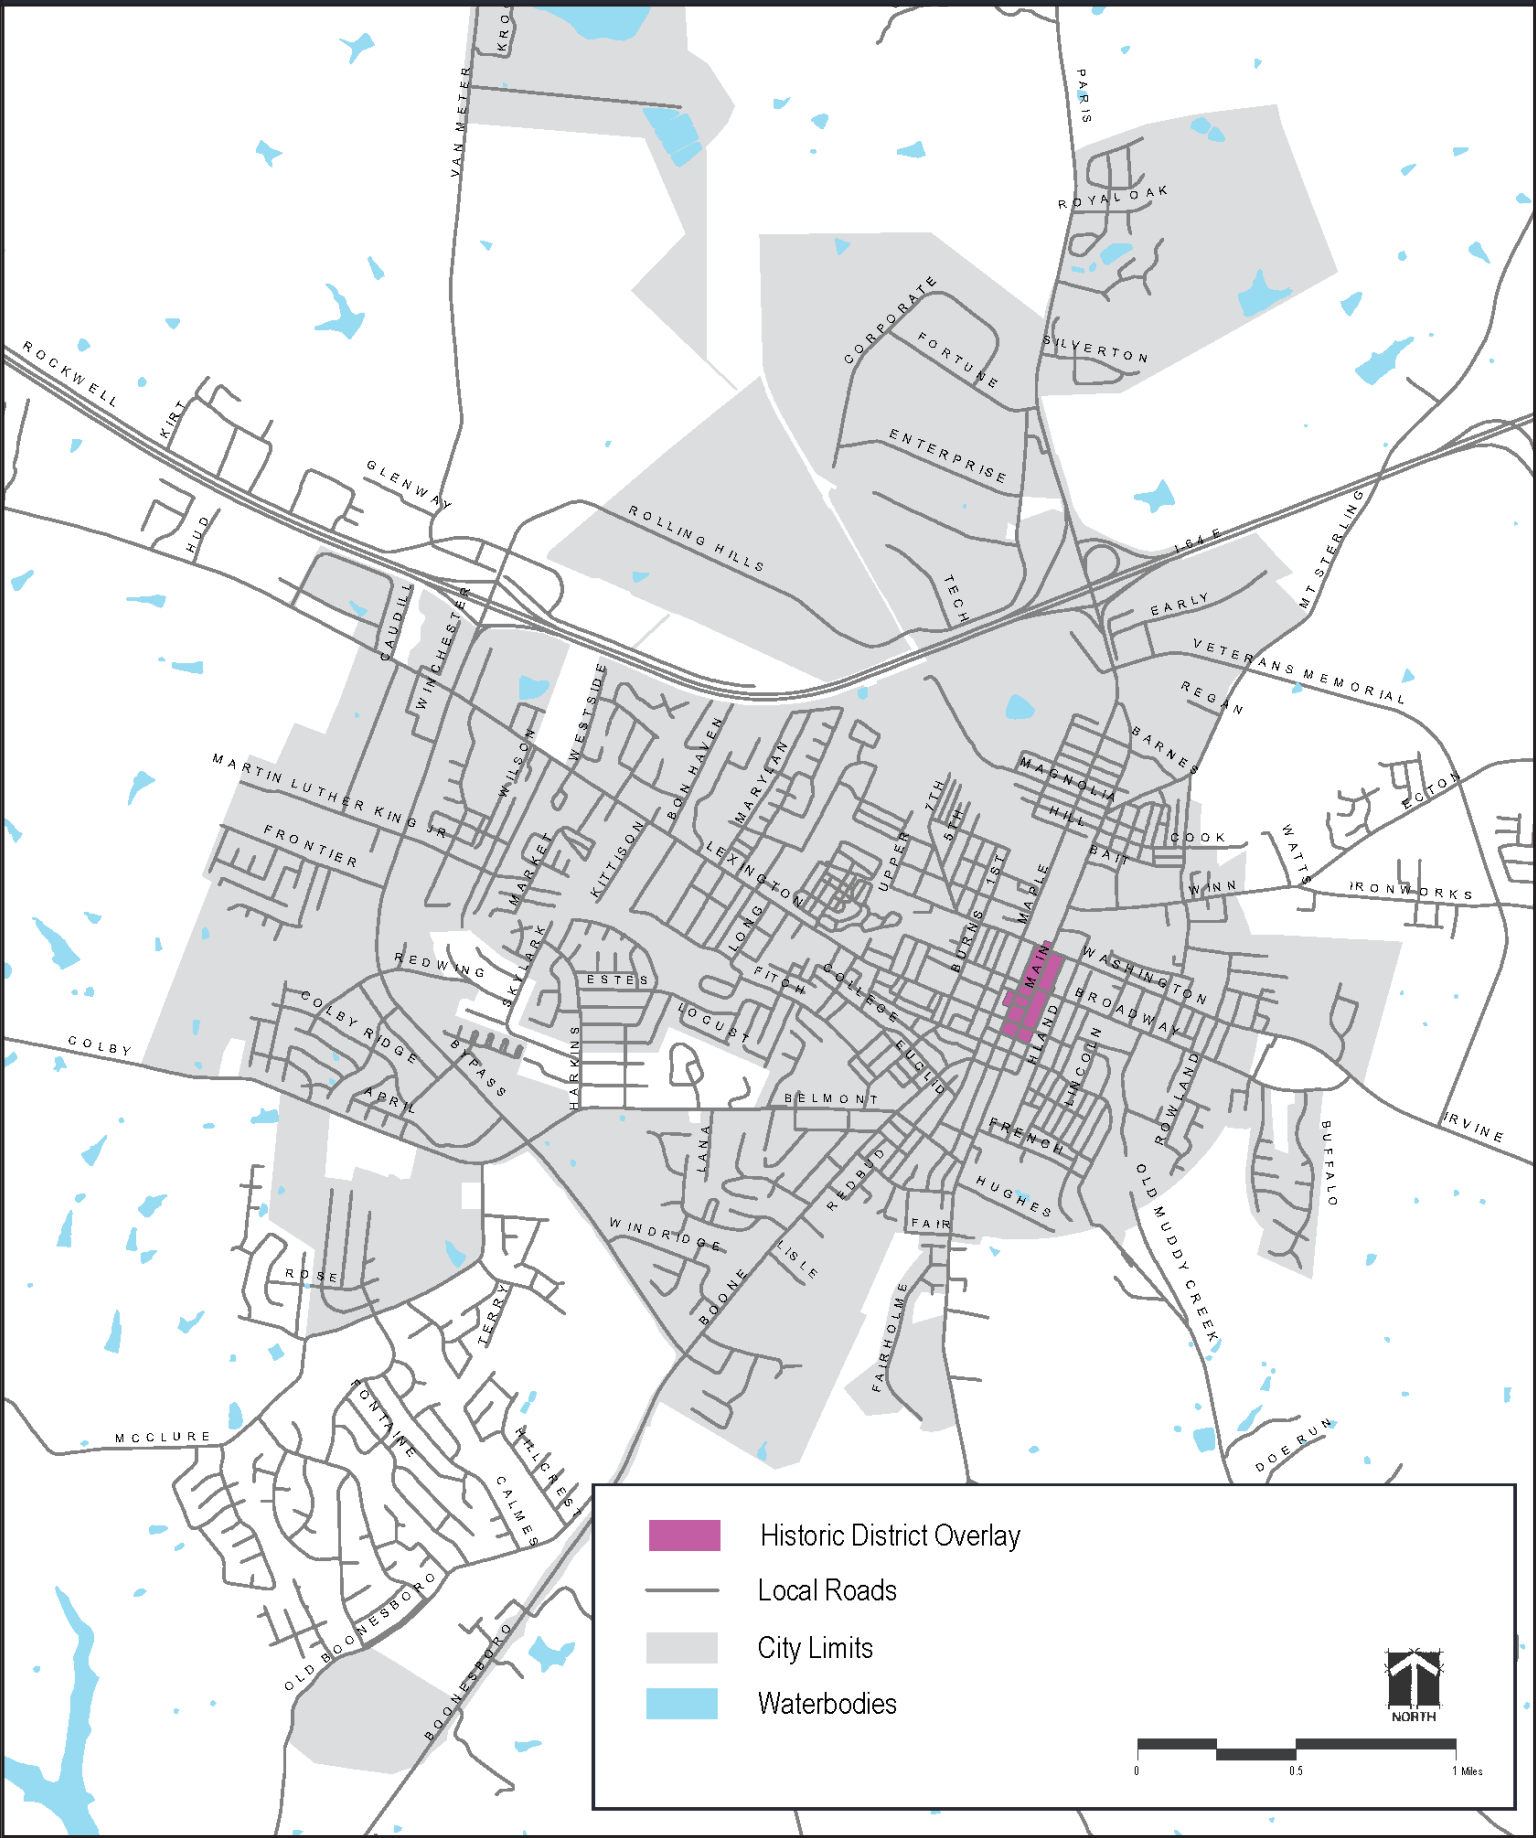 KRO
PARIS
VAN METER
ROYAL OAK
CORPORATE
FORTUNE
SILVERTON
ROCKWELL
KIRT
GLENWAY
ENTERPRISE
HUD
ROLLING HILLS
I-64 E
MT STERLING
TECH
EARLY
CAUDILL
WINCHESTER
VETERANS MEMORIAL
WESTSIDE
REGAN
BARNES
BON HAVEN
MARYLAN
WILSON
MARTIN LUTHER KING JR
MAGNOLIA
7TH
5TH
HILL
ECTON
FRONTIER
KITTISON
LEXINGTON
MARKET
UPPER
1ST
BAIT
COOK
WATTS
MAPLE
WINN
IRONWORKS
LONG
BURNS
SKYLARK
REDWING
ESTES
FITCH
COLLEGE
MAIN
WASHINGTON
BROADWAY
COLBY RIDGE
LOCUST
HLAND
LINCOLN
COLBY
BYPASS
HARKINS
EUCLID
ROWLAND
APRIL
BELMONT
FRENCH
IRVINE
LANA
REDBUD
HUGHES
OLD MUDDY CREEK
BUFFALO
WINDRIDGE
FAIR
LISLE
ROSE
BOONE
TERRY
FAIRHOLME
FONTAINE
MCCLURE
HILLCREST
CALMES
DOE RUN
OLD BOONESBORO
BOONESBORO
Historic District Overlay
Local Roads
City Limits
Waterbodies
NORTH
0 0.5 1 Miles